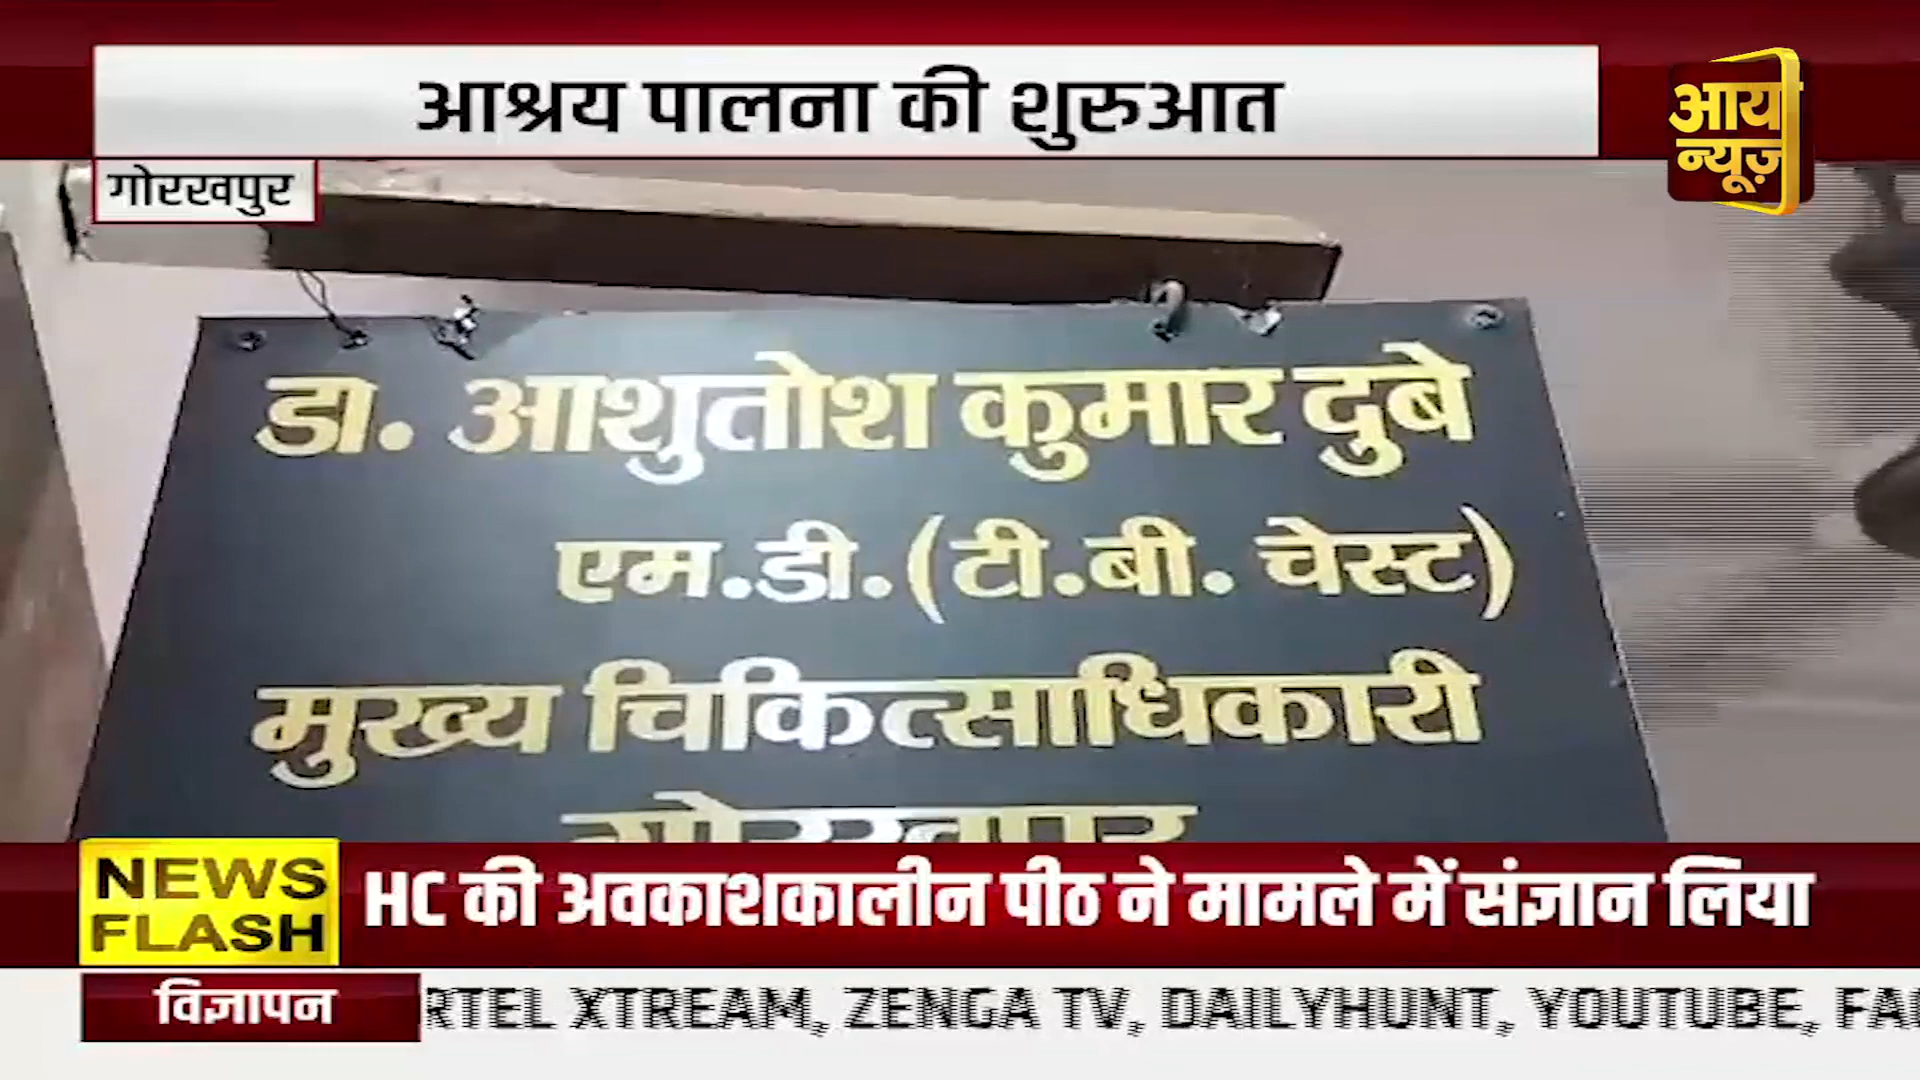 आश्रय पालना की शुरुआत
आय
न्यूज़
गोरखपुर
डा. आशुतोश कुमार दुबे
एम.डी.(टी.बी. चेस्ट)
मुख्य चिकित्साधिकारी
गोरखपुर
NEWS
FLASH
HC की अवकाशकालीन पीठ ने मामले में संज्ञान लिया
विज्ञापन
RTEL XTREAM, ZENGA TV, DAILYHUNT, YOUTUBE, FA